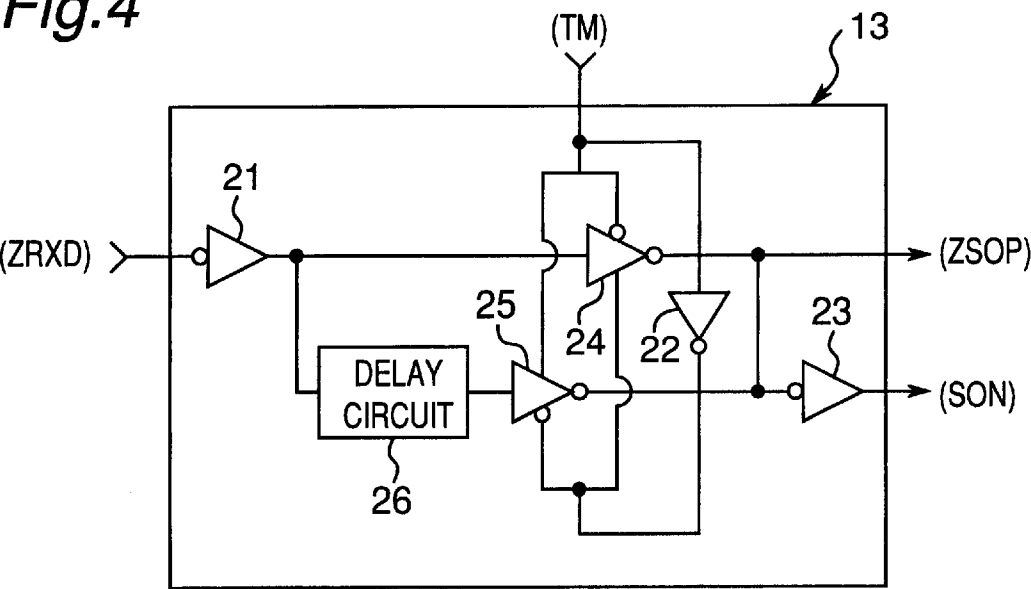 Fig.4
(TM)
13
21
(ZRXD)
(ZSOP)
25
24
22
23
DELAY
CIRCUIT
(SON)
26